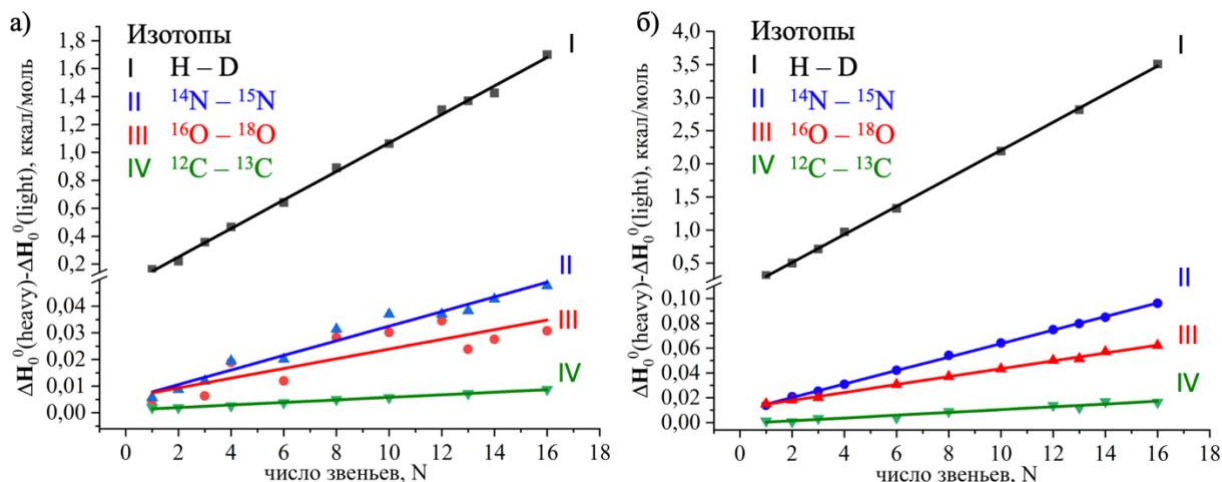 а)
Изотопы
I H – D
II ¹⁴N – ¹⁵N
III ¹⁶O – ¹⁸O
IV ¹²C – ¹³C
I
II
III
IV
ΔH₀⁰(heavy)-ΔH₀⁰(light), ккал/моль
1,8
1,6
1,4
1,2
1,0
0,8
0,6
0,4
0,2
0,04
0,03
0,02
0,01
0,00
0 2 4 6 8 10 12 14 16 18
число звеньев, N
б)
Изотопы
I H – D
II ¹⁴N – ¹⁵N
III ¹⁶O – ¹⁸O
IV ¹²C – ¹³C
I
II
III
IV
ΔH₀⁰(heavy)-ΔH₀⁰(light), ккал/моль
4,0
3,5
3,0
2,5
2,0
1,5
1,0
0,5
0,10
0,08
0,06
0,04
0,02
0,00
0 2 4 6 8 10 12 14 16 18
число звеньев, N